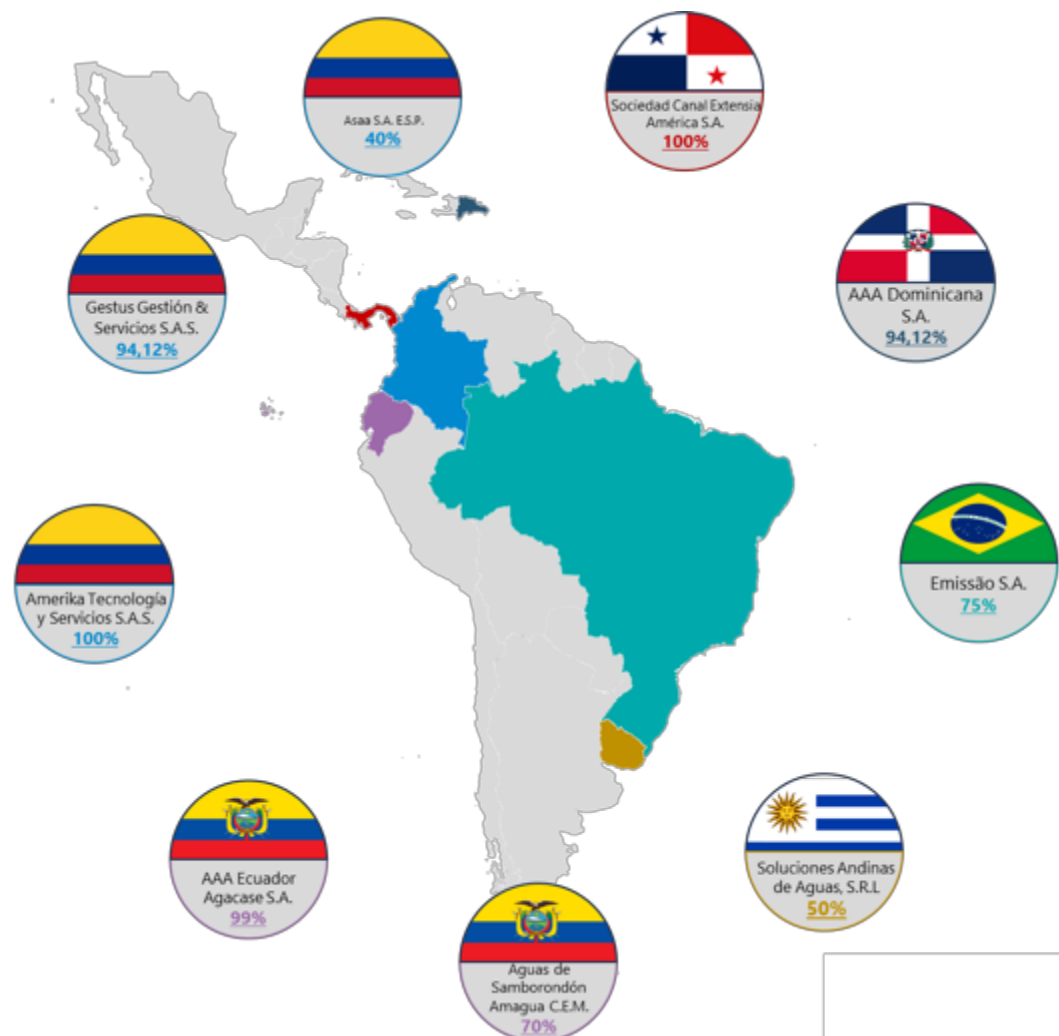 Asaa S.A. E.S.P.
40%
Sociedad Canal Extensia
América S.A.
100%
Gestus Gestión &
Servicios S.A.S.
94,12%
AAA Dominicana
S.A.
94,12%
Amerika Tecnología
y Servicios S.A.S.
100%
Emissão S.A.
75%
AAA Ecuador
Agacase S.A.
99%
Soluciones Andinas
de Aguas, S.R.L
50%
Aguas de
Samborondón
Amagua C.E.M.
70%